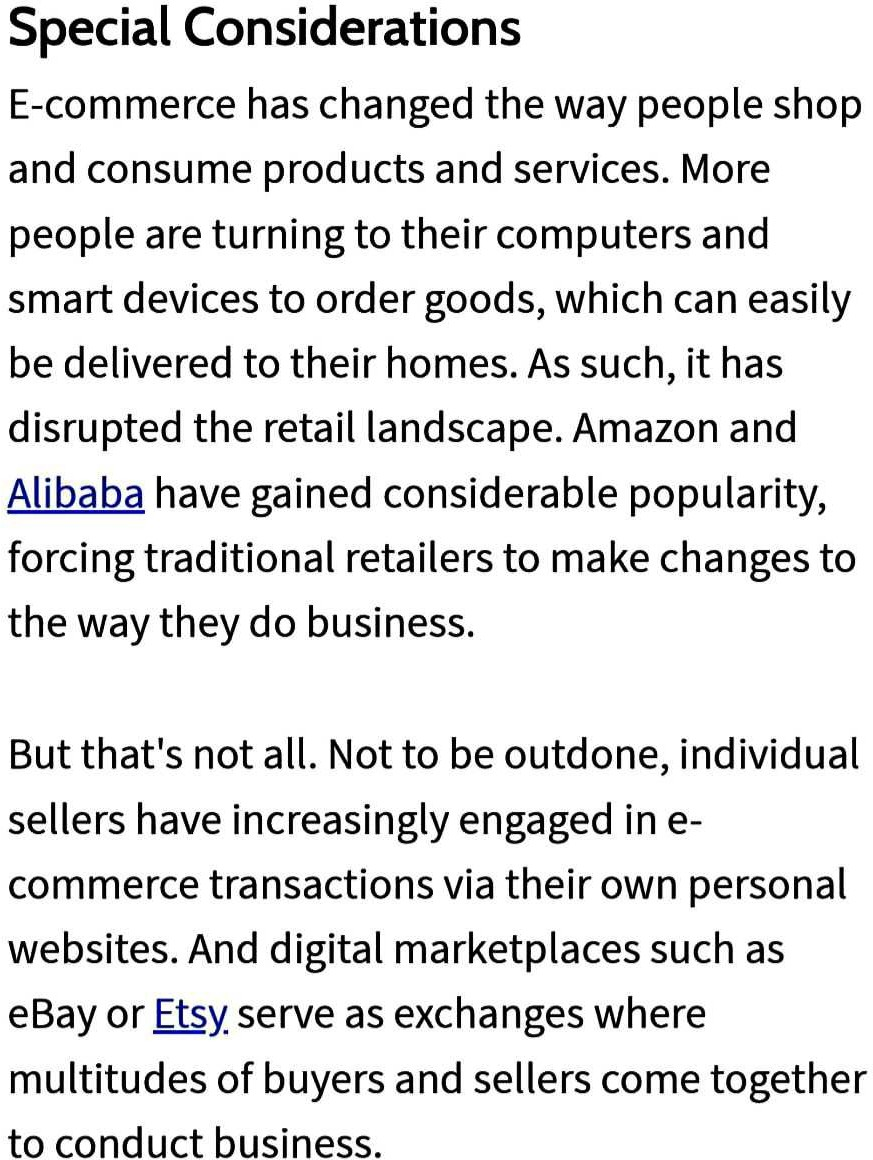 Special Considerations
E-commerce has changed the way people shop
and consume products and services. More
people are turning to their computers and
smart devices to order goods, which can easily
be delivered to their homes. As such, it has
disrupted the retail landscape. Amazon and
Alibaba have gained considerable popularity,
forcing traditional retailers to make changes to
the way they do business.
But that's not all. Not to be outdone, individual
sellers have increasingly engaged in e-
commerce transactions via their own personal
websites. And digital marketplaces such as
eBay or Etsy serve as exchanges where
multitudes of buyers and sellers come together
to conduct business.